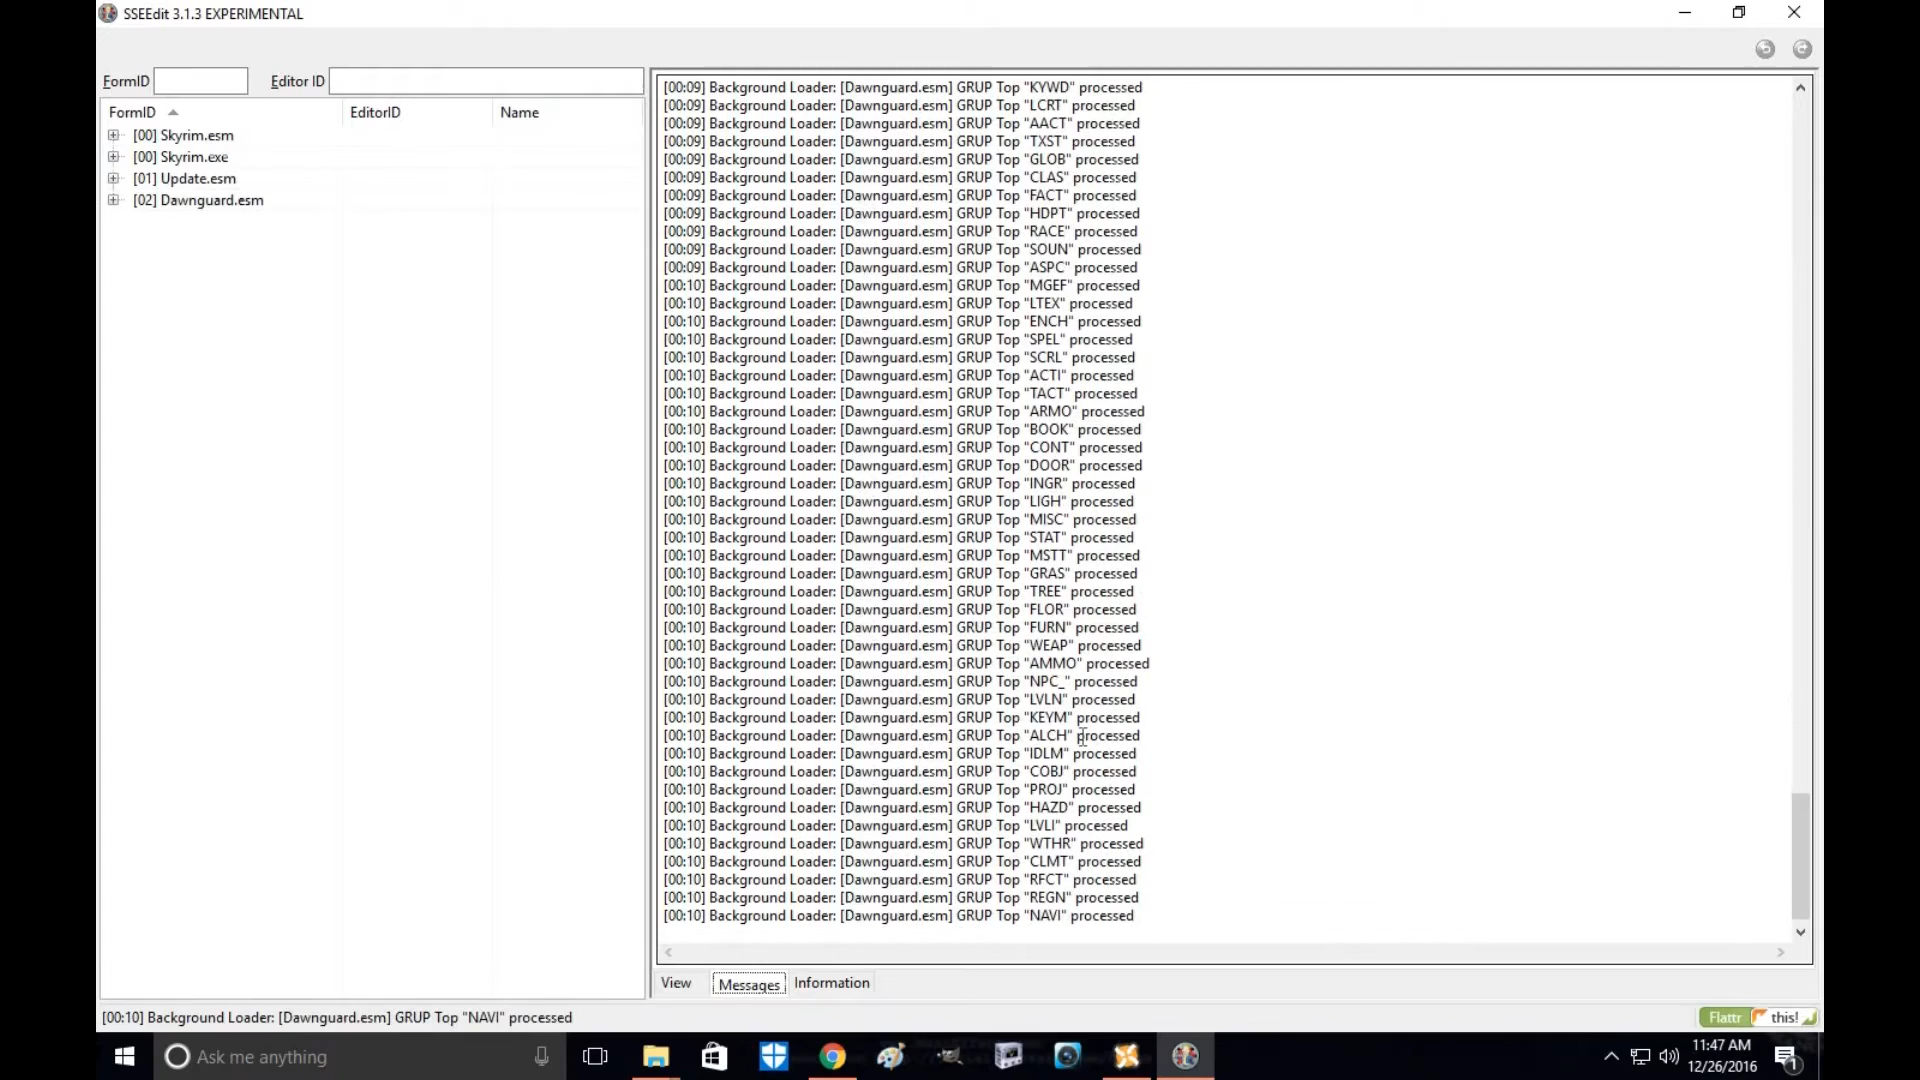 SSEEdit 3.1.3 EXPERIMENTAL
FormID
Editor ID
FormID EditorID Name
[00] Skyrim.esm
[00] Skyrim.exe
[01] Update.esm
[02] Dawnguard.esm
[00:09] Background Loader: [Dawnguard.esm] GRUP Top "KYWD" processed
[00:09] Background Loader: [Dawnguard.esm] GRUP Top "LCRT" processed
[00:09] Background Loader: [Dawnguard.esm] GRUP Top "AACT" processed
[00:09] Background Loader: [Dawnguard.esm] GRUP Top "TXST" processed
[00:09] Background Loader: [Dawnguard.esm] GRUP Top "GLOB" processed
[00:09] Background Loader: [Dawnguard.esm] GRUP Top "CLAS" processed
[00:09] Background Loader: [Dawnguard.esm] GRUP Top "FACT" processed
[00:09] Background Loader: [Dawnguard.esm] GRUP Top "HDPT" processed
[00:09] Background Loader: [Dawnguard.esm] GRUP Top "RACE" processed
[00:09] Background Loader: [Dawnguard.esm] GRUP Top "SOUN" processed
[00:09] Background Loader: [Dawnguard.esm] GRUP Top "ASPC" processed
[00:10] Background Loader: [Dawnguard.esm] GRUP Top "MGEF" processed
[00:10] Background Loader: [Dawnguard.esm] GRUP Top "LTEX" processed
[00:10] Background Loader: [Dawnguard.esm] GRUP Top "ENCH" processed
[00:10] Background Loader: [Dawnguard.esm] GRUP Top "SPEL" processed
[00:10] Background Loader: [Dawnguard.esm] GRUP Top "SCRL" processed
[00:10] Background Loader: [Dawnguard.esm] GRUP Top "ACTI" processed
[00:10] Background Loader: [Dawnguard.esm] GRUP Top "TACT" processed
[00:10] Background Loader: [Dawnguard.esm] GRUP Top "ARMO" processed
[00:10] Background Loader: [Dawnguard.esm] GRUP Top "BOOK" processed
[00:10] Background Loader: [Dawnguard.esm] GRUP Top "CONT" processed
[00:10] Background Loader: [Dawnguard.esm] GRUP Top "DOOR" processed
[00:10] Background Loader: [Dawnguard.esm] GRUP Top "INGR" processed
[00:10] Background Loader: [Dawnguard.esm] GRUP Top "LIGH" processed
[00:10] Background Loader: [Dawnguard.esm] GRUP Top "MISC" processed
[00:10] Background Loader: [Dawnguard.esm] GRUP Top "STAT" processed
[00:10] Background Loader: [Dawnguard.esm] GRUP Top "MSTT" processed
[00:10] Background Loader: [Dawnguard.esm] GRUP Top "GRAS" processed
[00:10] Background Loader: [Dawnguard.esm] GRUP Top "TREE" processed
[00:10] Background Loader: [Dawnguard.esm] GRUP Top "FLOR" processed
[00:10] Background Loader: [Dawnguard.esm] GRUP Top "FURN" processed
[00:10] Background Loader: [Dawnguard.esm] GRUP Top "WEAP" processed
[00:10] Background Loader: [Dawnguard.esm] GRUP Top "AMMO" processed
[00:10] Background Loader: [Dawnguard.esm] GRUP Top "NPC_" processed
[00:10] Background Loader: [Dawnguard.esm] GRUP Top "LVLN" processed
[00:10] Background Loader: [Dawnguard.esm] GRUP Top "KEYM" processed
[00:10] Background Loader: [Dawnguard.esm] GRUP Top "ALCH" processed
[00:10] Background Loader: [Dawnguard.esm] GRUP Top "IDLM" processed
[00:10] Background Loader: [Dawnguard.esm] GRUP Top "COBJ" processed
[00:10] Background Loader: [Dawnguard.esm] GRUP Top "PROJ" processed
[00:10] Background Loader: [Dawnguard.esm] GRUP Top "HAZD" processed
[00:10] Background Loader: [Dawnguard.esm] GRUP Top "LVLI" processed
[00:10] Background Loader: [Dawnguard.esm] GRUP Top "WTHR" processed
[00:10] Background Loader: [Dawnguard.esm] GRUP Top "CLMT" processed
[00:10] Background Loader: [Dawnguard.esm] GRUP Top "RFCT" processed
[00:10] Background Loader: [Dawnguard.esm] GRUP Top "REGN" processed
[00:10] Background Loader: [Dawnguard.esm] GRUP Top "NAVI" processed
View Messages Information
[00:10] Background Loader: [Dawnguard.esm] GRUP Top "NAVI" processed
Flattr this!
Ask me anything
11:47 AM
12/26/2016
1